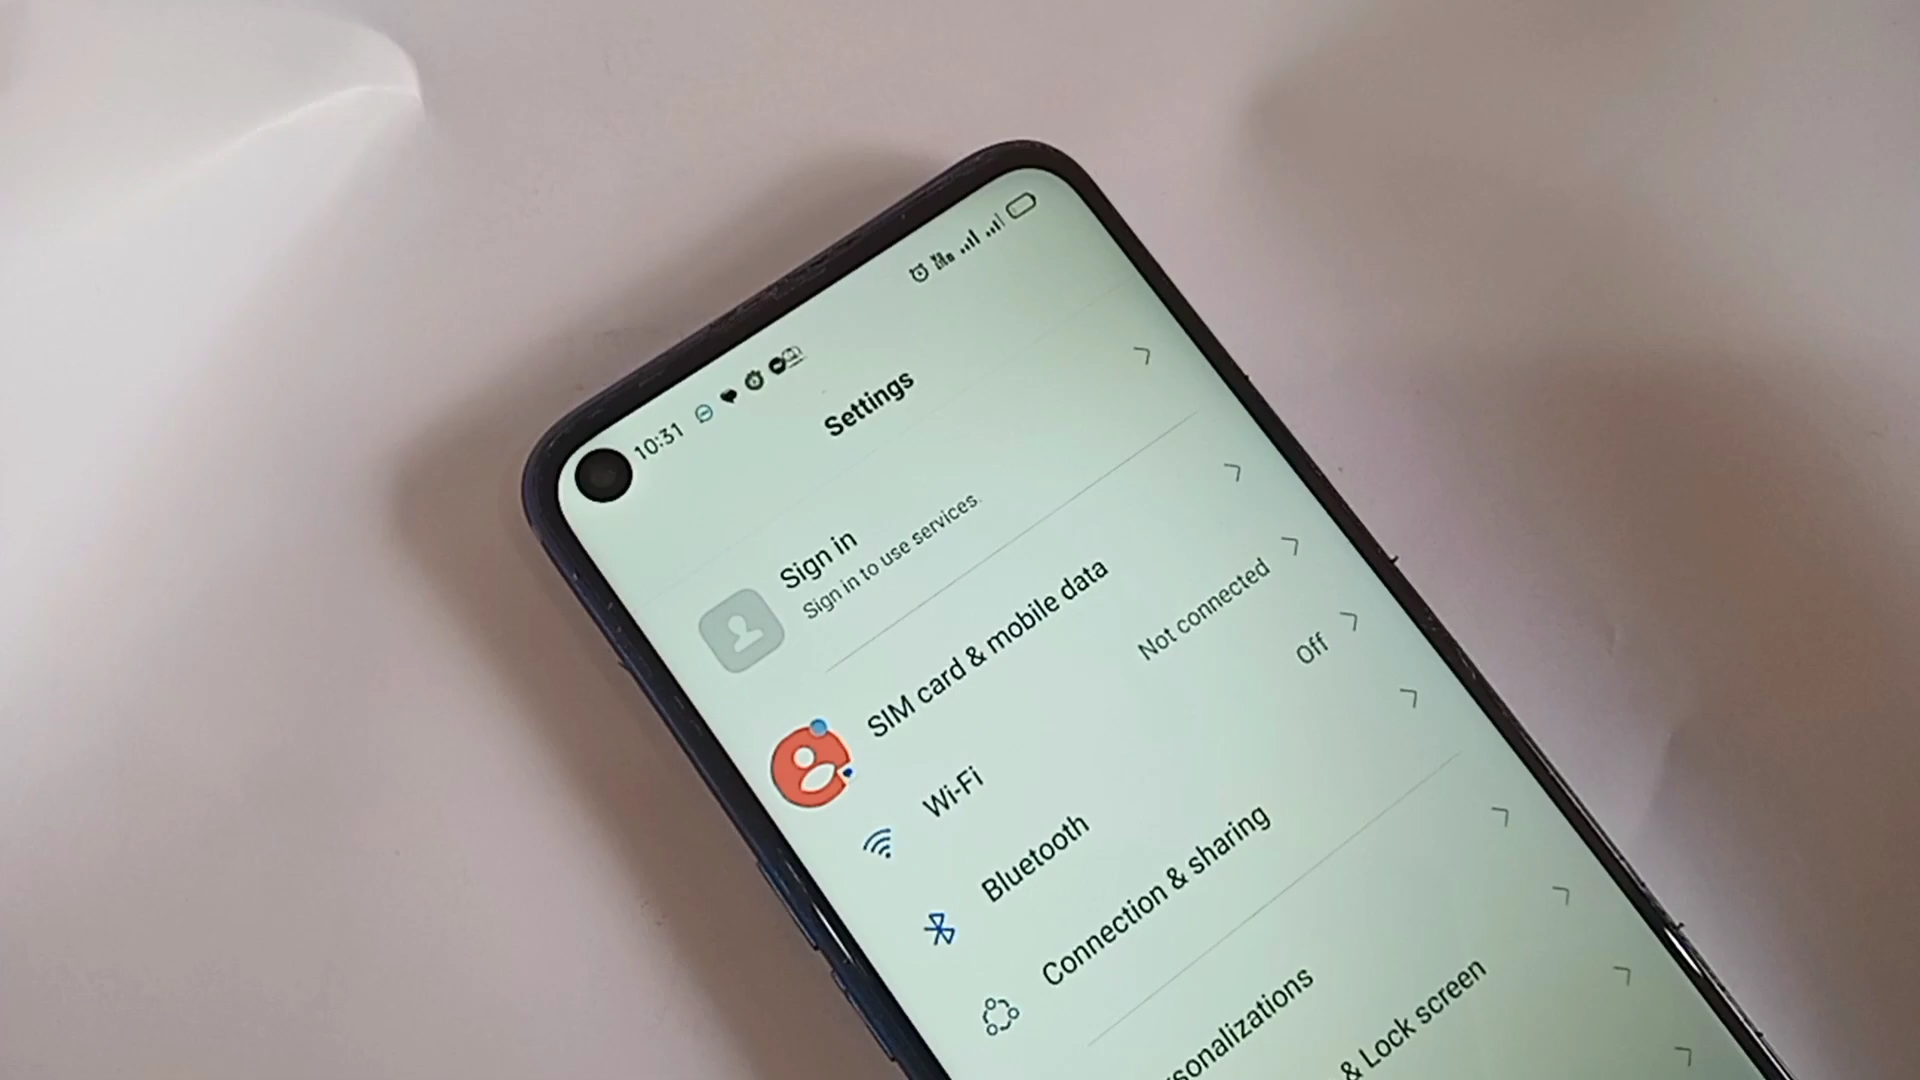 10:31
Settings
Sign in
Sign in to use services.
SIM card & mobile data
Wi-Fi
Not connected
Bluetooth
Off
Connection & sharing
sonalizations
& Lock screen